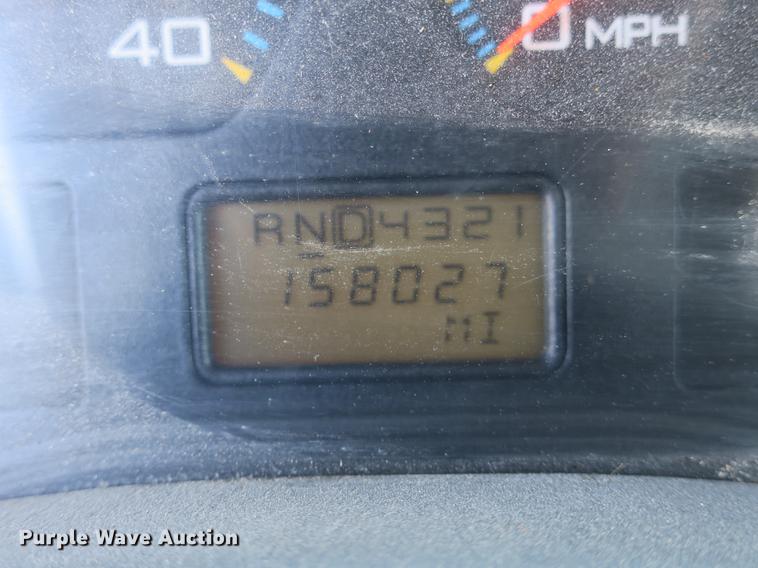 40
0 MPH
RND4321
158027
MI
Purple Wave Auction